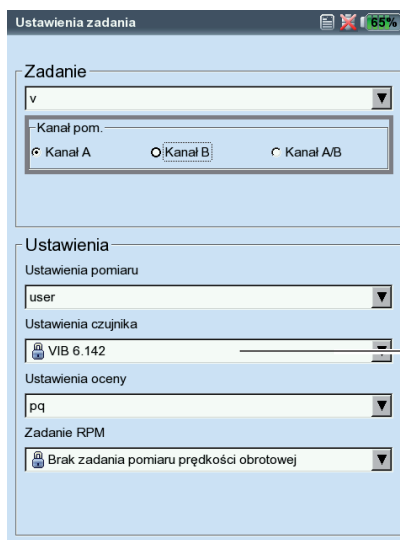 Ustawienia zadania 65%
Zadanie
v
Kanał pom.
Kanał A Kanał B Kanał A/B
Ustawienia
Ustawienia pomiaru
user
Ustawienia czujnika
VIB 6.142
Ustawienia oceny
pq
Zadanie RPM
Brak zadania pomiaru prędkości obrotowej